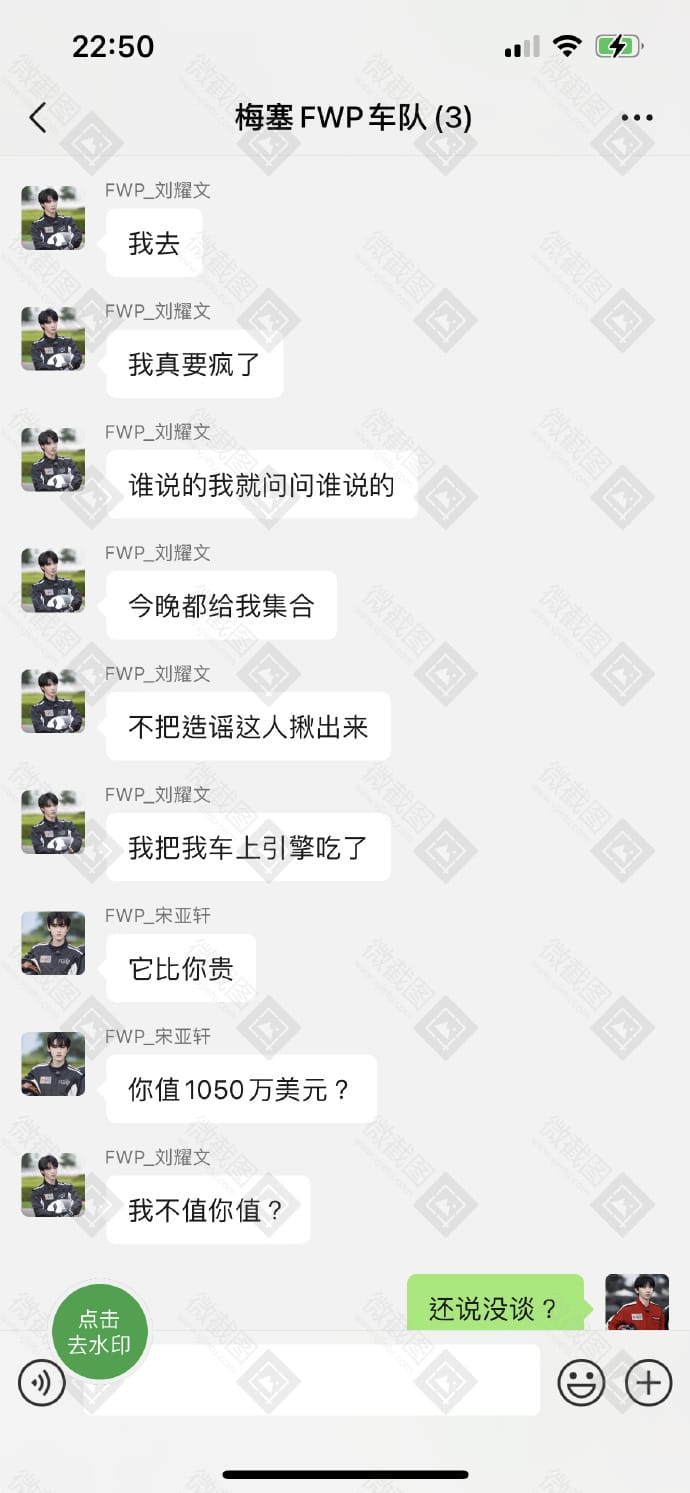 22:50
梅塞FWP车队(3)
FWP_刘耀文
我去
FWP_刘耀文
我真要疯了
FWP_刘耀文
谁说的我就问问谁说的
FWP_刘耀文
今晚都给我集合
FWP_刘耀文
不把造谣这人揪出来
FWP_刘耀文
我把我车上引擎吃了
FWP_宋亚轩
它比你贵
FWP_宋亚轩
你值1050万美元？
FWP_刘耀文
我不值你值？
还说没谈？
点击
去水印
微截图